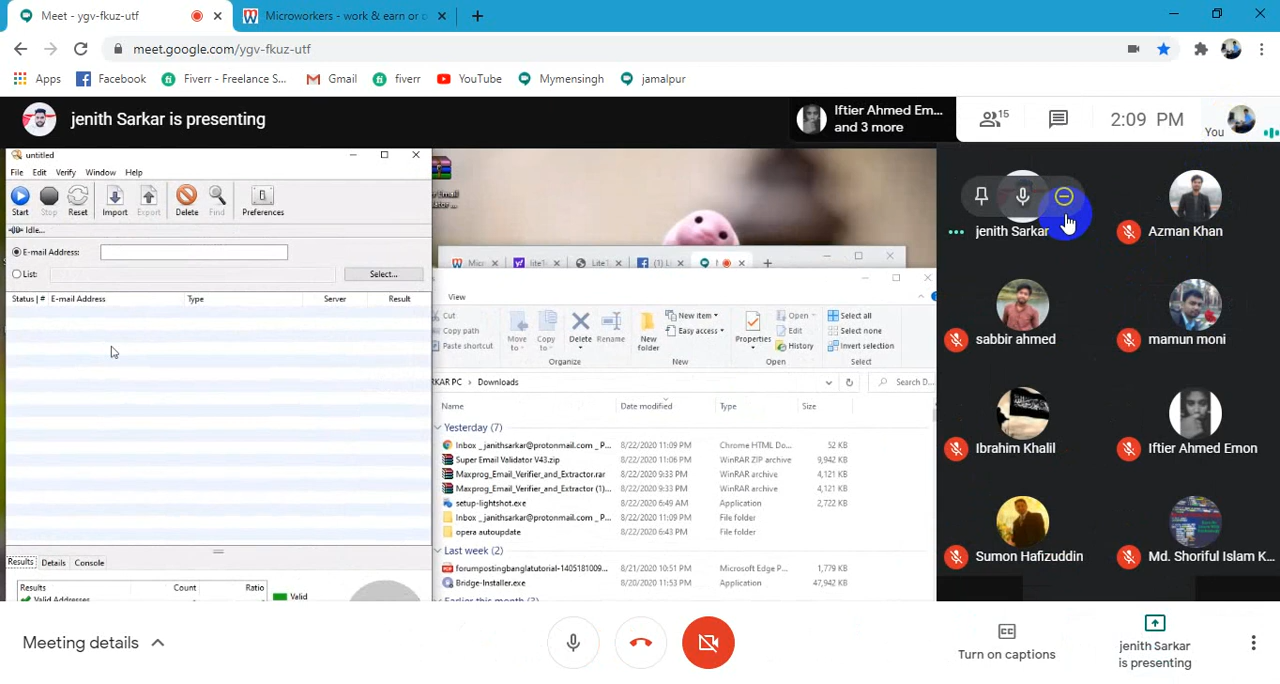 Meet - ygv-fkuz-utf
Microworkers - work & earn or o
meet.google.com/ygv-fkuz-utf
Apps Facebook Fiverr - Freelance S... Gmail fiverr YouTube Mymensingh jamalpur
jenith Sarkar is presenting
Iftier Ahmed Em...
and 3 more
15
2:09 PM
You
untitled
File Edit Verify Window Help
Start Stop Reset Import Export Delete Find Preferences
Idle...
E-mail Address:
List:
Select...
Status | # E-mail Address Type Server Result
Results Details Console
Results Count Ratio
Valid Addresses
Valid
Micr
lite1
Lite1
(1) L
View
Cut
Copy path
Paste shortcut
Move to
Copy to
Delete
Rename
New folder
New item
Easy access
Properties
Open
Edit
History
Select all
Select none
Invert selection
Organize New Open Select
KAR PC > Downloads
Search D...
Name Date modified Type Size
Yesterday (7)
Inbox _janithsarkar@protonmail.com _ P... 8/22/2020 11:09 PM Chrome HTML Do... 52 KB
Super Email Validator V43.zip 8/22/2020 11:06 PM WinRAR ZIP archive 9,942 KB
Maxprog_Email_Verifier_and_Extractor.rar 8/22/2020 9:33 PM WinRAR archive 4,121 KB
Maxprog_Email_Verifier_and_Extractor (1)... 8/22/2020 9:33 PM WinRAR archive 4,121 KB
setup-lightshot.exe 8/22/2020 6:49 AM Application 2,722 KB
Inbox _janithsarkar@protonmail.com _ P... 8/22/2020 11:09 PM File folder
opera autoupdate 8/22/2020 6:43 PM File folder
Last week (2)
forumpostingbanglatutorial-1405181009... 8/21/2020 10:51 PM Microsoft Edge P... 1,779 KB
Bridge-Installer.exe 8/20/2020 11:53 PM Application 47,942 KB
Earlier this month (3)
jenith Sarkar
Azman Khan
sabbir ahmed
mamun moni
Ibrahim Khalil
Iftier Ahmed Emon
Sumon Hafizuddin
Md. Shoriful Islam K...
Meeting details
Turn on captions
jenith Sarkar
is presenting